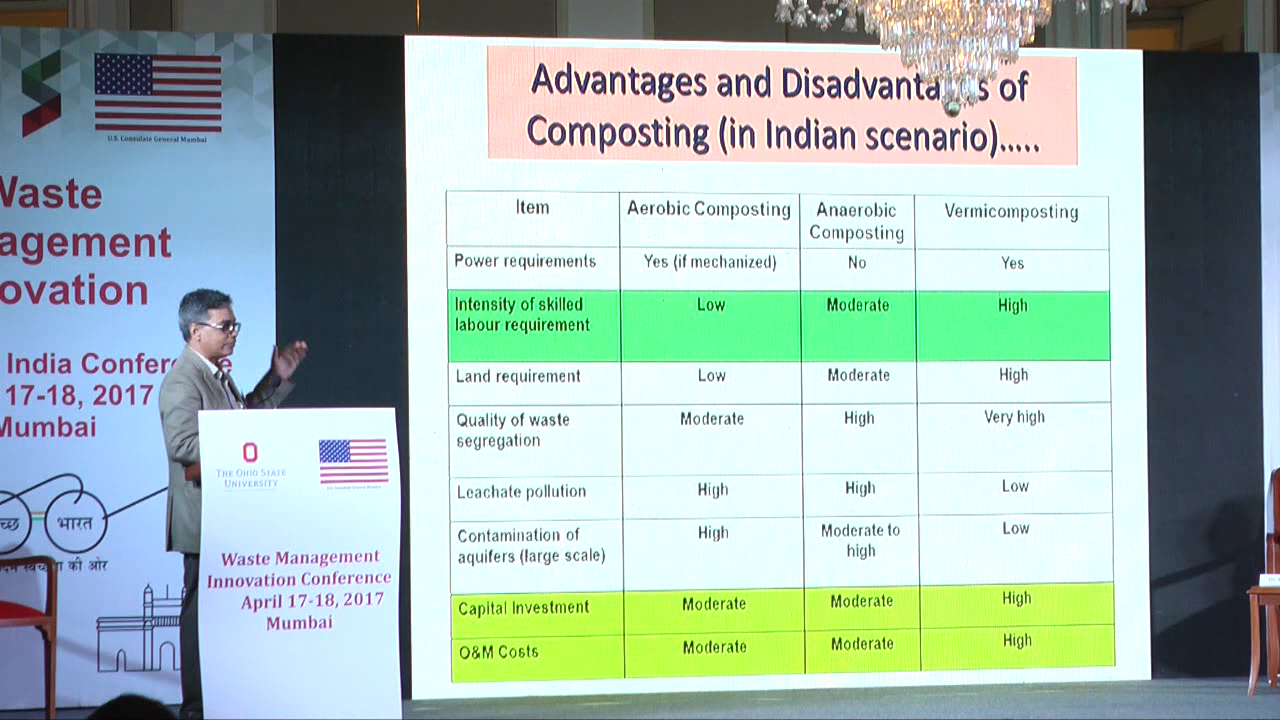 U.S. Consulate General Mumbai
Waste
agement
ovation
India Conference
17-18, 2017
Mumbai
च्छ
भारत
की ओर
THE OHIO STATE
UNIVERSITY
Waste Management
Innovation Conference
April 17-18, 2017
Mumbai
Advantages and Disadvanta s of
Composting (in Indian scenario).....
Item Aerobic Composting Anaerobic Composting Vermicomposting
Power requirements Yes (if mechanized) No Yes
Intensity of skilled labour requirement Low Moderate High
Land requirement Low Moderate High
Quality of waste segregation Moderate High Very high
Leachate pollution High High Low
Contamination of aquifers (large scale) High Moderate to high Low
Capital Investment Moderate Moderate High
O&M Costs Moderate Moderate High